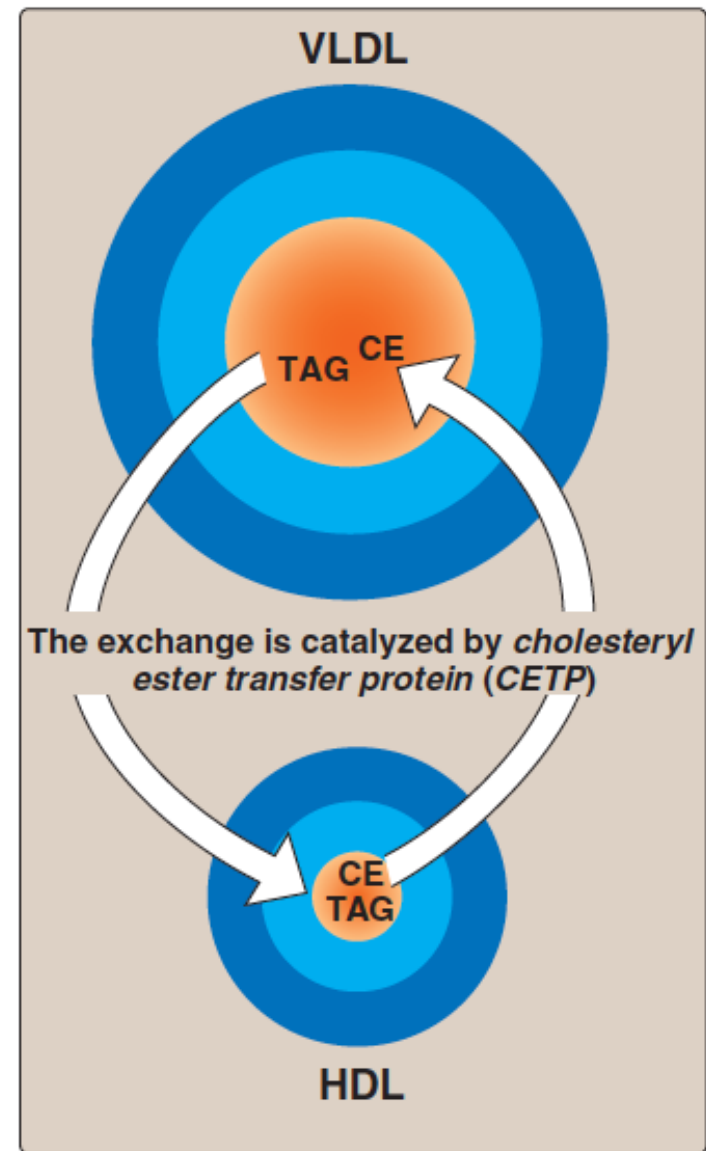 VLDL
TAG CE
The exchange is catalyzed by cholesteryl
ester transfer protein (CETP)
CE
TAG
HDL